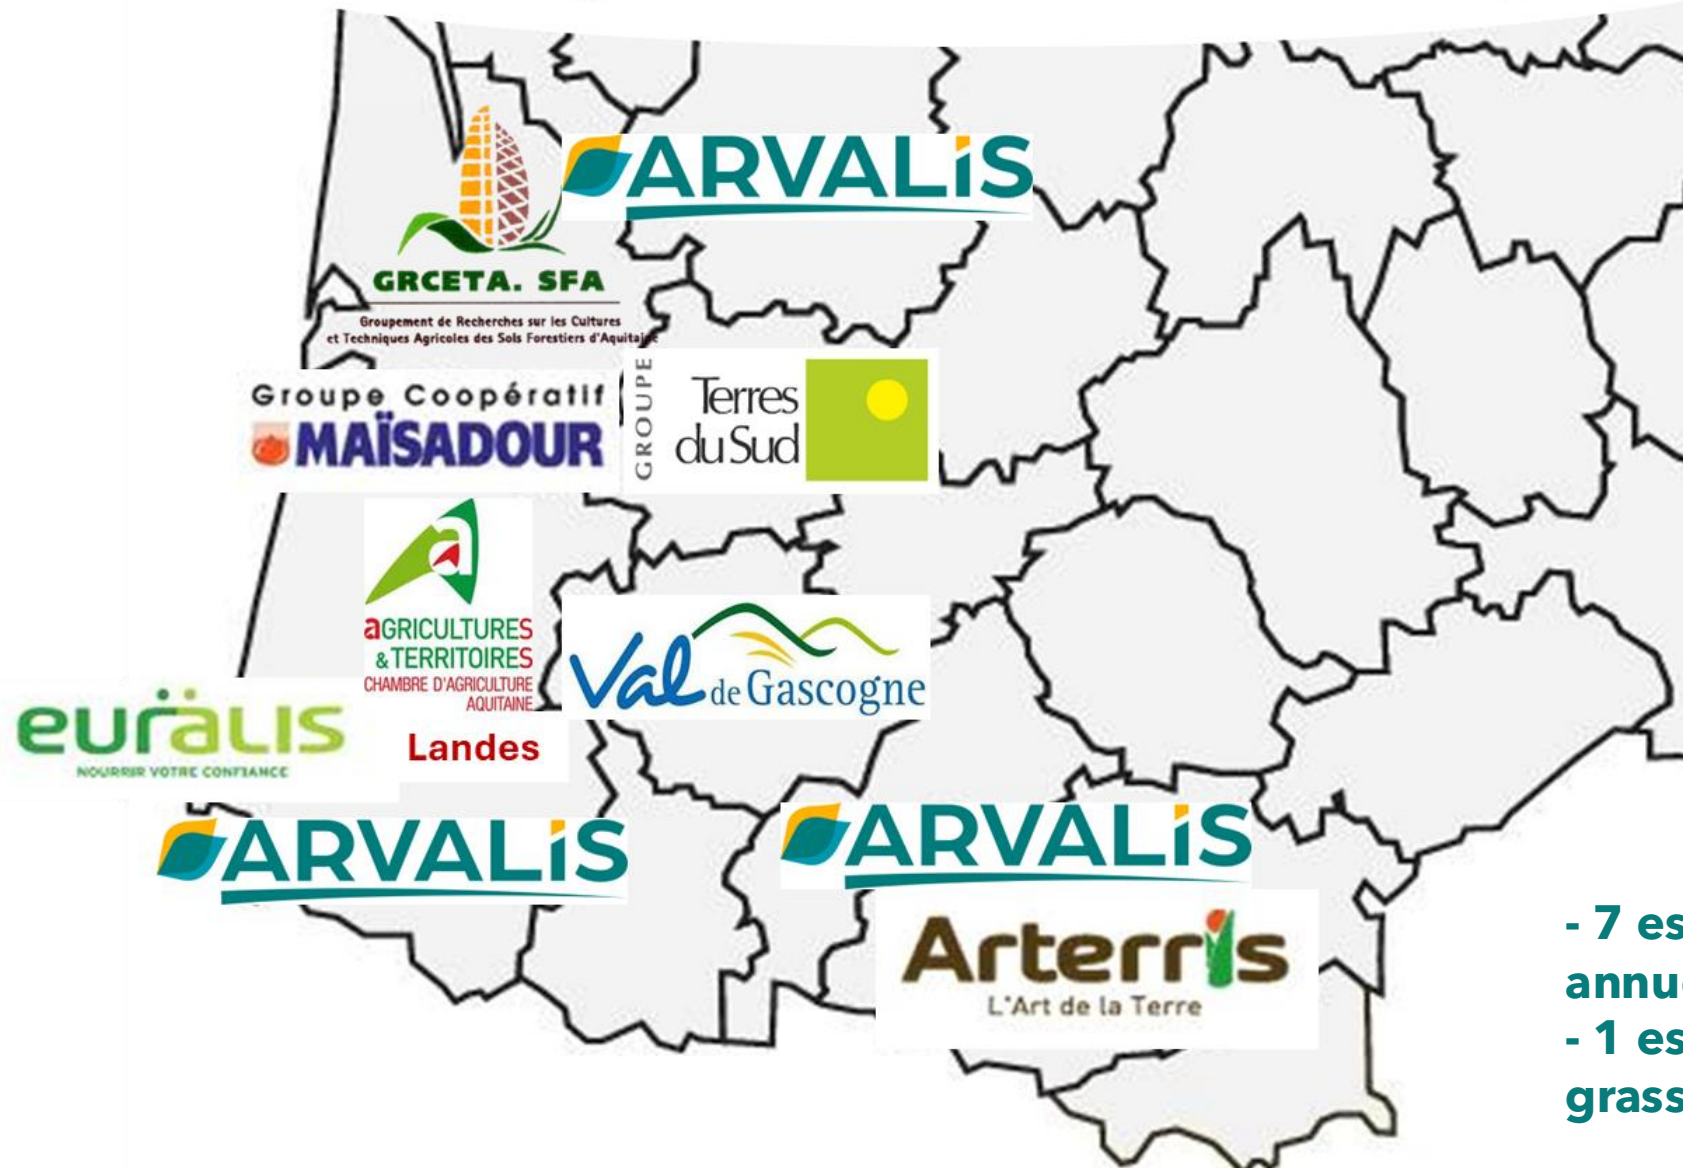 ARVALIS
GRCETA. SFA
Groupement de Recherches sur les Cultures
et Techniques Agricoles des Sols Forestiers d'Aquitaine
Groupe Coopératif
MAÏSADOUR
GROUPE
Terres
du Sud
aGRICULTURES
& TERRITOIRES
CHAMBRE D'AGRICULTURE
AQUITAINE
Landes
Val de Gascogne
euralis
NOURRIR VOTRE CONFIANCE
ARVALIS
ARVALIS
Arterris
L'Art de la Terre
- 7 es
annu
- 1 es
grass